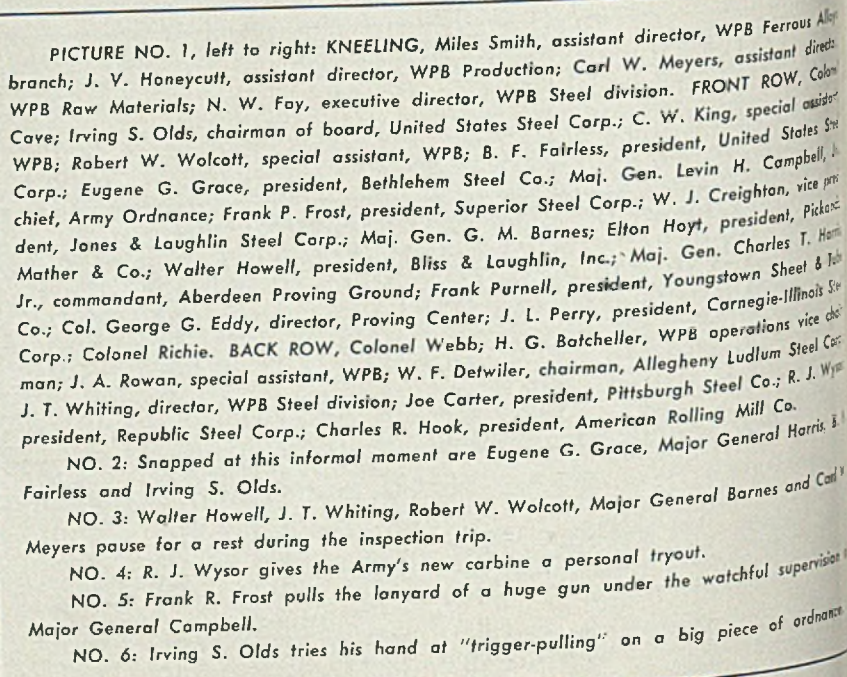 PICTURE NO. 1, left to right: KNEELING, Miles Smith, assistant director, WPB Ferrous Alloys
branch; J. V. Honeycutt, assistant director, WPB Production; Carl W. Meyers, assistant
WPB Raw Materials; N. W. Foy, executive director, WPB Steel division. FRONT ROW, Colonel
Cave; Irving S. Olds, chairman of board, United States Steel Corp.; C. W. King, special
WPB; Robert W. Wolcott, special assistant, WPB; B. F. Fairless, president, United States
Corp.; Eugene G. Grace, president, Bethlehem Steel Co.; Maj. Gen. Levin H. Campbell,
chief, Army Ordnance; Frank P. Frost, president, Superior Steel Corp.; W. J. Creighton, vice
dent, Jones & Laughlin Steel Corp.; Maj. Gen. G. M. Barnes; Elton Hoyt, president,
Mather & Co.; Walter Howell, president, Bliss & Laughlin, Inc.; Maj. Gen. Charles T.
Jr., commandant, Aberdeen Proving Ground; Frank Purnell, president, Youngstown Sheet &
Co.; Col. George G. Eddy, director, Proving Center; J. L. Perry, president, Carnegie-Illinois
Corp.; Colonel Richie. BACK ROW, Colonel Webb; H. G. Batcheller, WPB operations vice
man; J. A. Rowan, special assistant, WPB; W. F. Detwiler, chairman, Allegheny Ludlum Steel
J. T. Whiting, director, WPB Steel division; Joe Carter, president, Pittsburgh Steel Co.; R. J.
president, Republic Steel Corp.; Charles R. Hook, president, American Rolling Mill Co.
NO. 2: Snapped at this informal moment are Eugene G. Grace, Major General Harris, B.
Fairless and Irving S. Olds.
NO. 3: Walter Howell, J. T. Whiting, Robert W. Wolcott, Major General Barnes and Carl
Meyers pause for a rest during the inspection trip.
NO. 4: R. J. Wysor gives the Army's new carbine a personal tryout.
NO. 5: Frank R. Frost pulls the lanyard of a huge gun under the watchful supervision
Major General Campbell.
NO. 6: Irving S. Olds tries his hand at "trigger-pulling" on a big piece of ordnance.